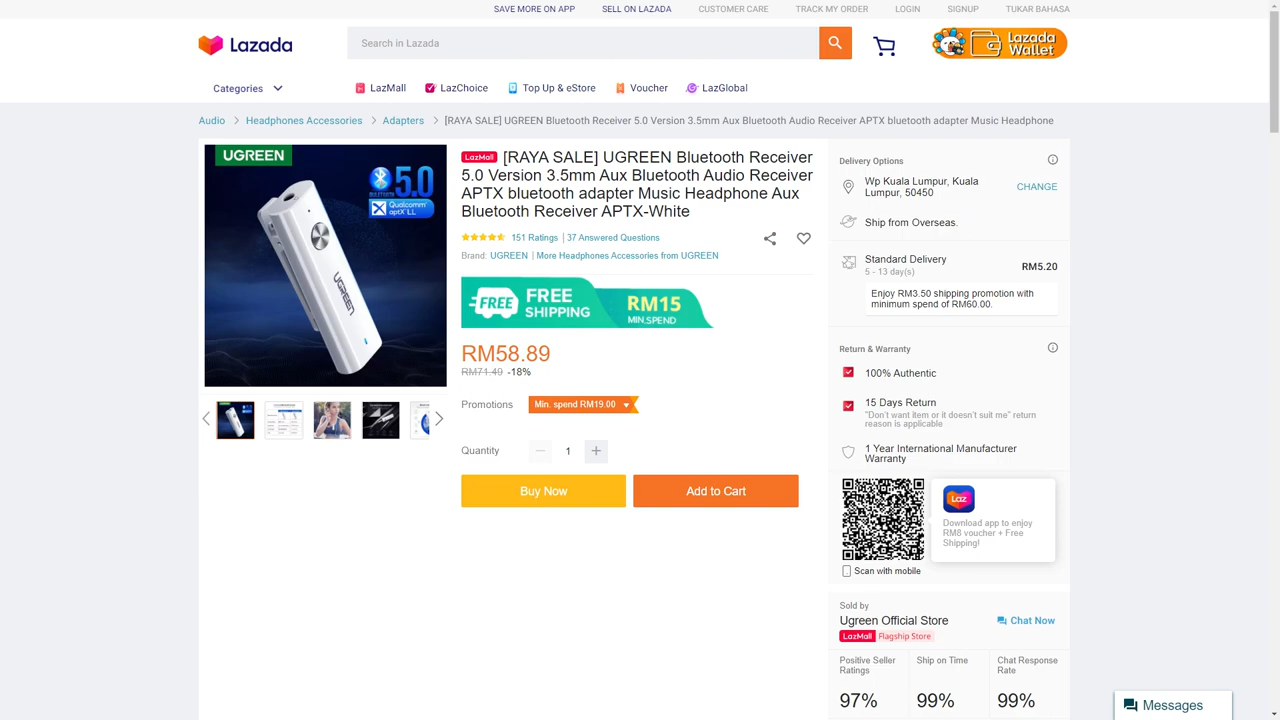 SAVE MORE ON APP
SELL ON LAZADA
CUSTOMER CARE
TRACK MY ORDER
LOGIN
SIGNUP
TUKAR BAHASA
Lazada
Search in Lazada
Lazada
Wallet
Categories
LazMall
LazChoice
Top Up & eStore
Voucher
LazGlobal
Audio
Headphones Accessories
Adapters
[RAYA SALE] UGREEN Bluetooth Receiver 5.0 Version 3.5mm Aux Bluetooth Audio Receiver APTX bluetooth adapter Music Headphone
UGREEN
BLUETOOTH
5.0
Qualcomm
aptX LL
UGREEN
LazMall [RAYA SALE] UGREEN Bluetooth Receiver
5.0 Version 3.5mm Aux Bluetooth Audio Receiver
APTX bluetooth adapter Music Headphone Aux
Bluetooth Receiver APTX-White
151 Ratings | 37 Answered Questions
Brand: UGREEN | More Headphones Accessories from UGREEN
FREE
FREE
SHIPPING
RM15
MIN.SPEND
RM58.89
RM71.49 -18%
Promotions
Min. spend RM19.00
Quantity
1
Buy Now
Add to Cart
Delivery Options
Wp Kuala Lumpur, Kuala
Lumpur, 50450
CHANGE
Ship from Overseas.
Standard Delivery
RM5.20
5 - 13 day(s)
Enjoy RM3.50 shipping promotion with
minimum spend of RM60.00.
Return & Warranty
100% Authentic
15 Days Return
"Don't want item or it doesn't suit me" return
reason is applicable
1 Year International Manufacturer
Warranty
Laz
Download app to enjoy
RM8 voucher + Free
Shipping!
Scan with mobile
Sold by
Ugreen Official Store
Chat Now
LazMall Flagship Store
Positive Seller
Ratings
Ship on Time
Chat Response
Rate
97%
99%
99%
Messages